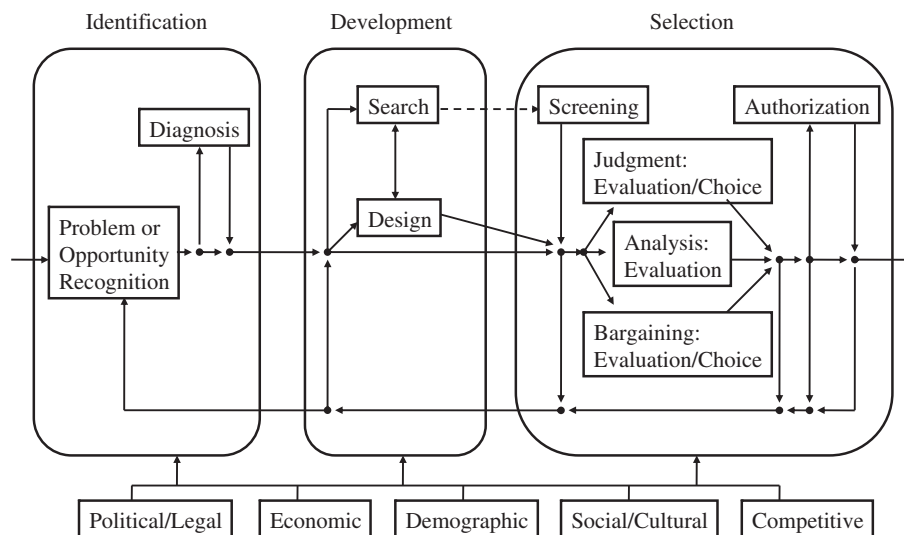 Identification
Development
Selection
Search
Screening
Authorization
Diagnosis
Judgment:
Evaluation/Choice
Design
Problem or
Opportunity
Recognition
Analysis:
Evaluation
Bargaining:
Evaluation/Choice
Political/Legal
Economic
Demographic
Social/Cultural
Competitive